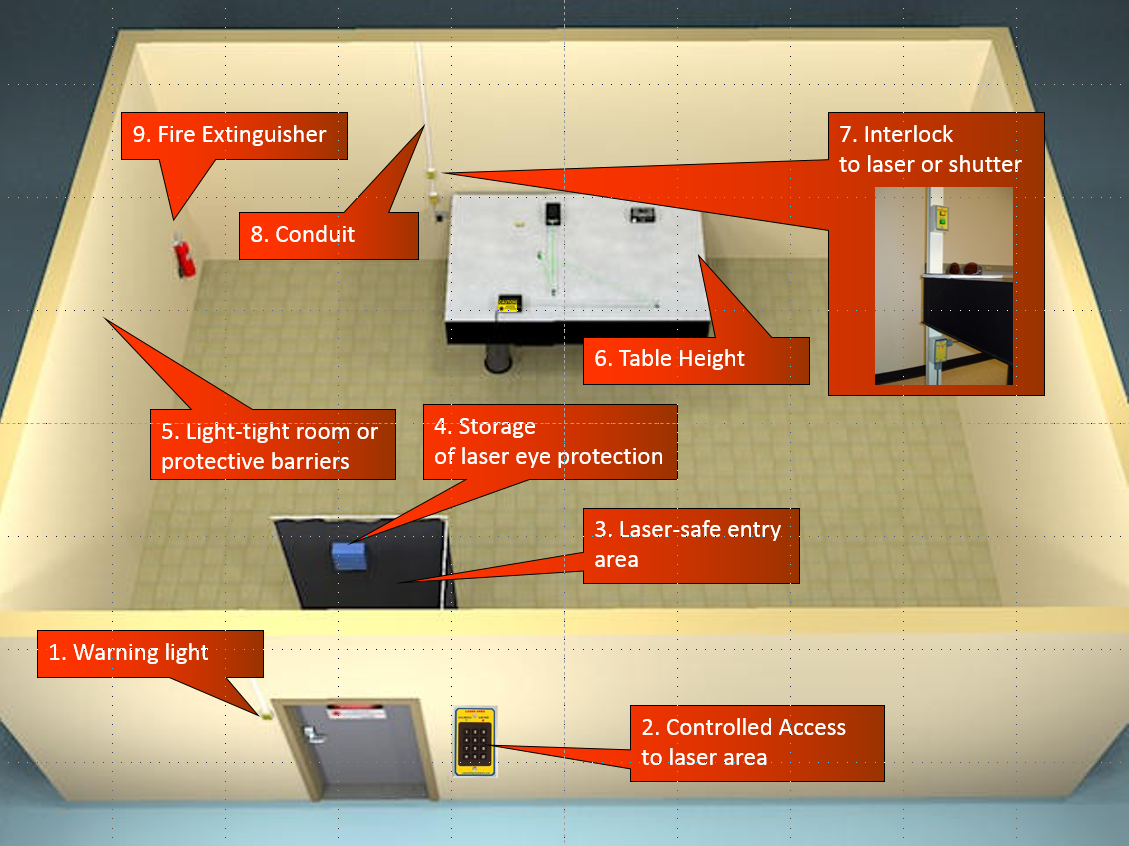 9. Fire Extinguisher
7. Interlock
to laser or shutter
8. Conduit
6. Table Height
5. Light-tight room or
protective barriers
4. Storage
of laser eye protection
3. Laser-safe entry
area
1. Warning light
2. Controlled Access
to laser area
CAUTION